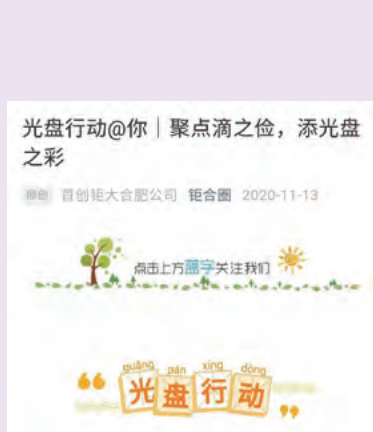 光盘行动@你｜聚点滴之俭，添光盘
之彩
原创 首创钜大合肥公司 钜合圈 2020-11-13
点击上方蓝字关注我们
guāng pán xíng dòng
光盘行动